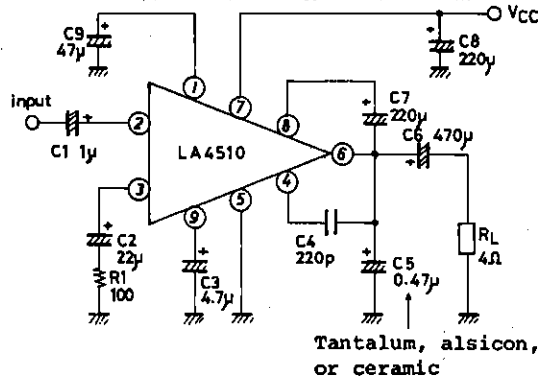 C9
47μ
+
1
7
+
C8
220μ
VCC
8
+
C7
220μ
input
C1 1μ
+
2
LA4510
6
C6 470μ
+
3
4
9
5
+
C2
22μ
R1
100
+
C3
4.7μ
C4
220p
+
C5
0.47μ
RL
4Ω
Tantalum, alsicon,
or ceramic